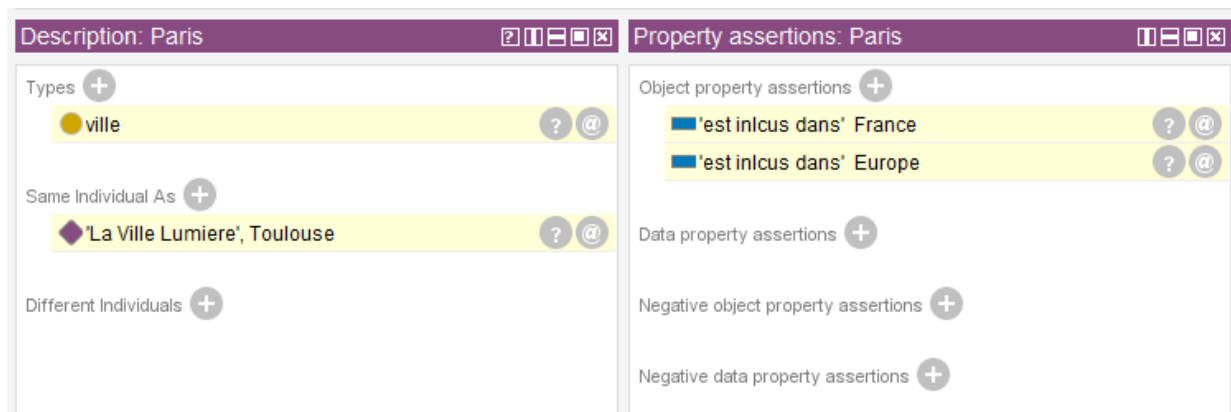 Description: Paris
Types
ville
Same Individual As
'La Ville Lumiere', Toulouse
Different Individuals
Property assertions: Paris
Object property assertions
'est inlcus dans' France
'est inlcus dans' Europe
Data property assertions
Negative object property assertions
Negative data property assertions